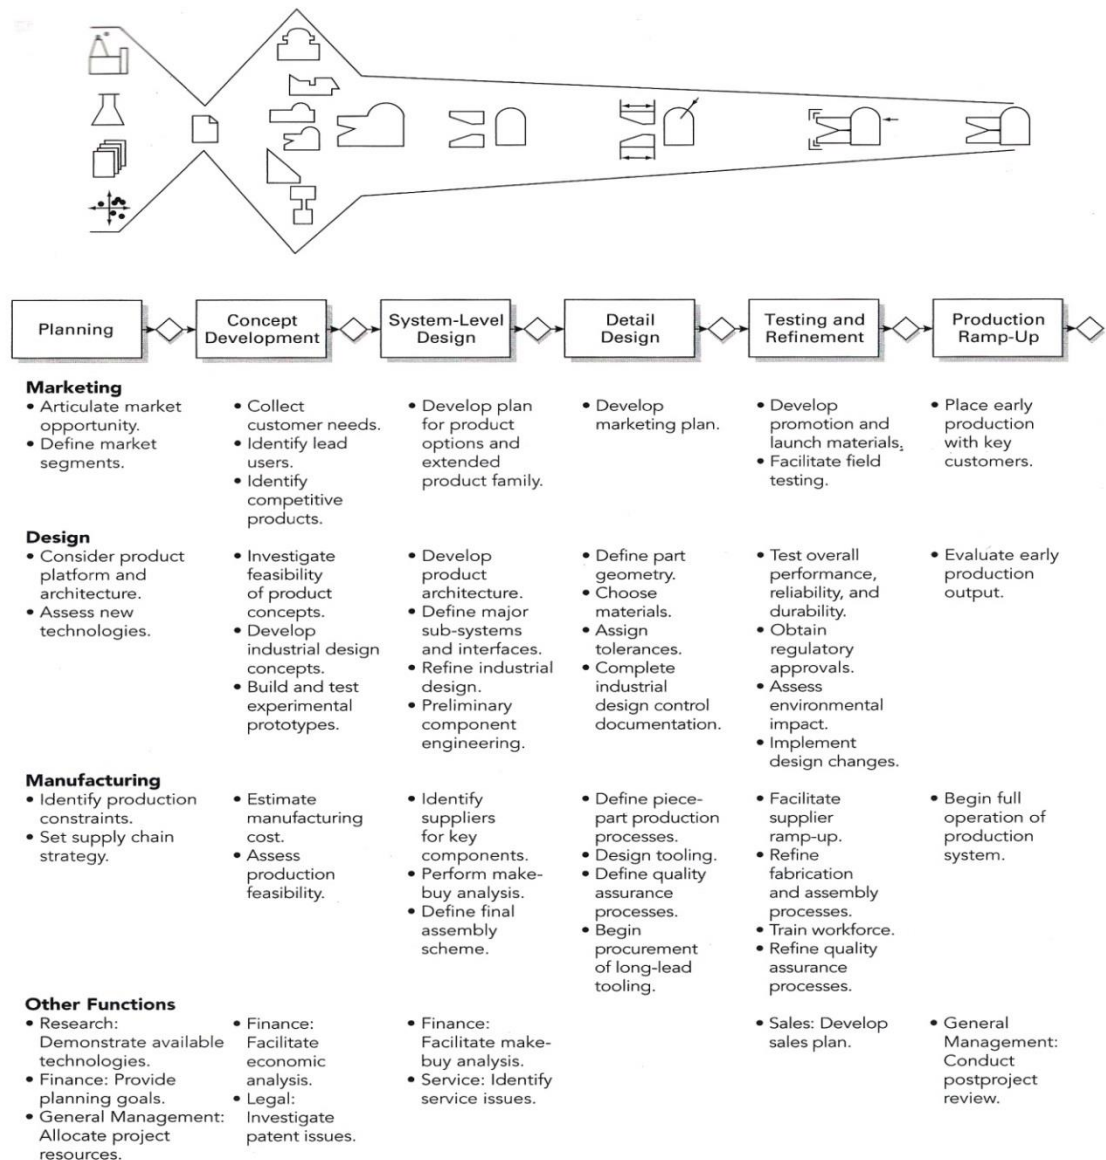 Planning
Concept
Development
System-Level
Design
Detail
Design
Testing and
Refinement
Production
Ramp-Up
Marketing
• Articulate market
opportunity.
• Define market
segments.
• Collect
customer needs.
• Identify lead
users.
• Identify
competitive
products.
• Develop plan
for product
options and
extended
product family.
• Develop
marketing plan.
• Develop
promotion and
launch materials.
• Facilitate field
testing.
• Place early
production
with key
customers.
Design
• Consider product
platform and
architecture.
• Assess new
technologies.
• Investigate
feasibility
of product
concepts.
• Develop
industrial design
concepts.
• Build and test
experimental
prototypes.
• Develop
product
architecture.
• Define major
sub-systems
and interfaces.
• Refine industrial
design.
• Preliminary
component
engineering.
• Define part
geometry.
• Choose
materials.
• Assign
tolerances.
• Complete
industrial
design control
documentation.
• Test overall
performance,
reliability, and
durability.
• Obtain
regulatory
approvals.
• Assess
environmental
impact.
• Implement
design changes.
• Evaluate early
production
output.
Manufacturing
• Identify production
constraints.
• Set supply chain
strategy.
• Estimate
manufacturing
cost.
• Assess
production
feasibility.
• Identify
suppliers
for key
components.
• Perform make-
buy analysis.
• Define final
assembly
scheme.
• Define piece-
part production
processes.
• Design tooling.
• Define quality
assurance
processes.
• Begin
procurement
of long-lead
tooling.
• Facilitate
supplier
ramp-up.
• Refine
fabrication
and assembly
processes.
• Train workforce.
• Refine quality
assurance
processes.
• Begin full
operation of
production
system.
Other Functions
• Research:
Demonstrate available
technologies.
• Finance: Provide
planning goals.
• General Management:
Allocate project
resources.
• Finance:
Facilitate
economic
analysis.
• Legal:
Investigate
patent issues.
• Finance:
Facilitate make-
buy analysis.
• Service: Identify
service issues.
• Sales: Develop
sales plan.
• General
Management:
Conduct
postproject
review.